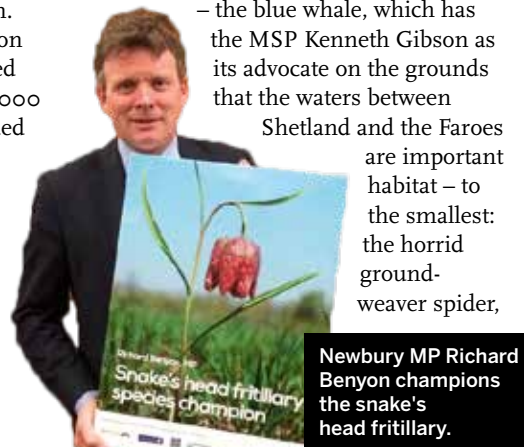 n.
on
ed
000
ed
– the blue whale, which has
the MSP Kenneth Gibson as
its advocate on the grounds
that the waters between
Shetland and the Faroes
are important
habitat – to
the smallest:
the horrid
ground-
weaver spider,
Richard Benyon, MP
Snake's head fritillary
species champion
Newbury MP Richard
Benyon champions
the snake's
head fritillary.